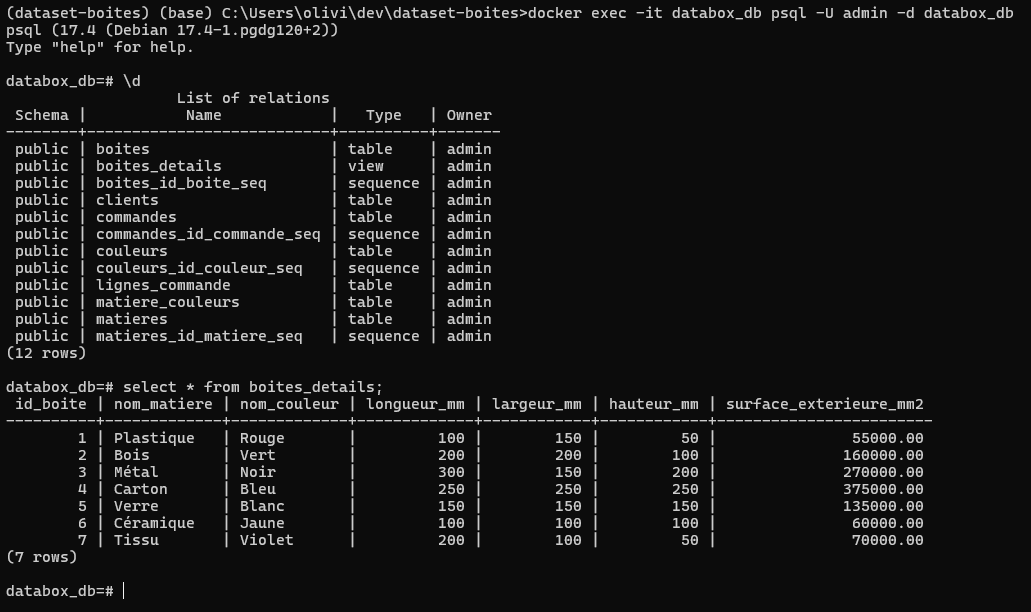 (dataset-boites) (base) C:\Users\olivi\dev\dataset-boites>docker exec -it databox_db psql -U admin -d databox_db
psql (17.4 (Debian 17.4-1.pgdg120+2))
Type "help" for help.

databox_db=# \d
                   List of relations
 Schema |           Name            |   Type   | Owner
--------+---------------------------+----------+-------
 public | boites                    | table    | admin
 public | boites_details            | view     | admin
 public | boites_id_boite_seq       | sequence | admin
 public | clients                   | table    | admin
 public | commandes                 | table    | admin
 public | commandes_id_commande_seq | sequence | admin
 public | couleurs                  | table    | admin
 public | couleurs_id_couleur_seq   | sequence | admin
 public | lignes_commande           | table    | admin
 public | matiere_couleurs          | table    | admin
 public | matieres                  | table    | admin
 public | matieres_id_matiere_seq   | sequence | admin
(12 rows)

databox_db=# select * from boites_details;
 id_boite | nom_matiere | nom_couleur | longueur_mm | largeur_mm | hauteur_mm | surface_exterieure_mm2
----------+-------------+-------------+-------------+------------+------------+------------------------
        1 | Plastique   | Rouge       |         100 |        150 |         50 |               55000.00
        2 | Bois        | Vert        |         200 |        200 |        100 |              160000.00
        3 | Métal       | Noir        |         300 |        150 |        200 |              270000.00
        4 | Carton      | Bleu        |         250 |        250 |        250 |              375000.00
        5 | Verre       | Blanc       |         150 |        150 |        150 |              135000.00
        6 | Céramique   | Jaune       |         100 |        100 |        100 |               60000.00
        7 | Tissu       | Violet      |         200 |        100 |         50 |               70000.00
(7 rows)

databox_db=#